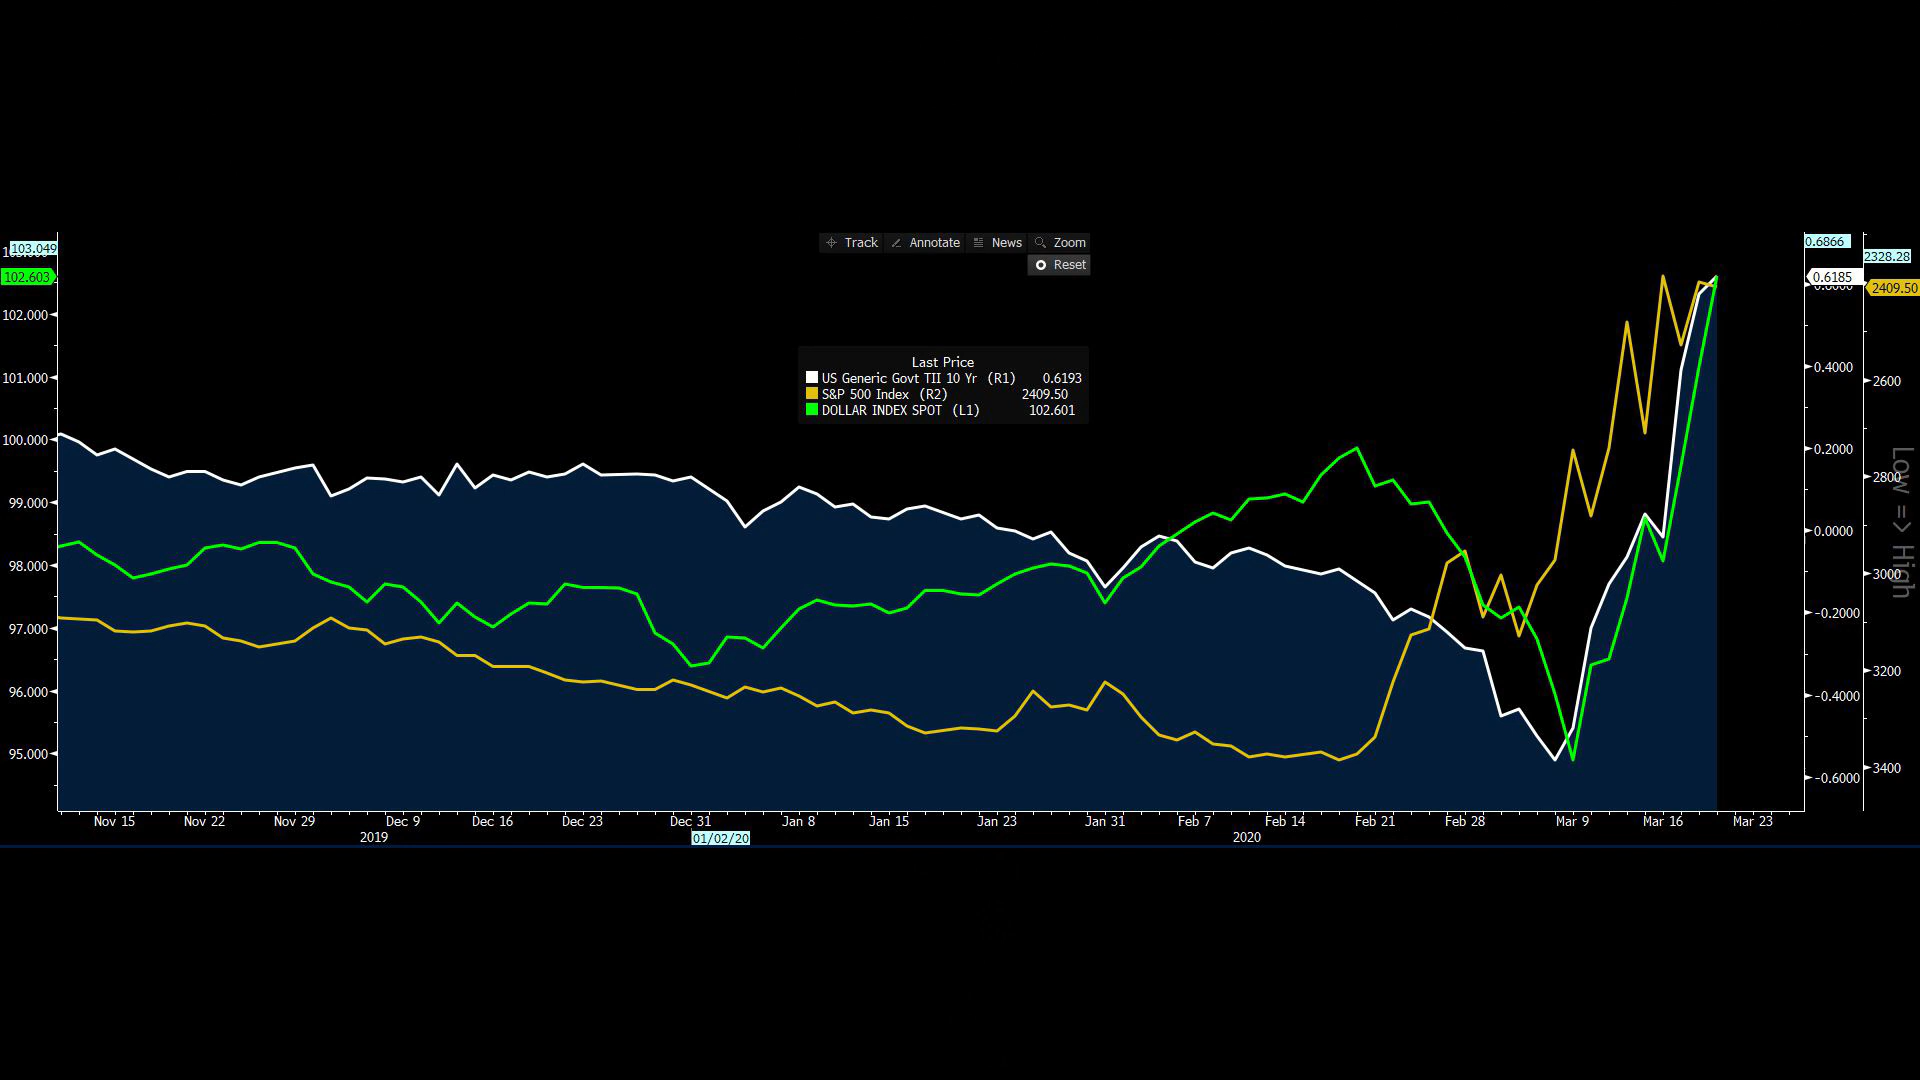 Track Annotate News Zoom
Reset
103.049
102.603
102.000
101.000
100.000
99.000
98.000
97.000
96.000
95.000
Last Price
US Generic Govt TII 10 Yr (R1) 0.6193
S&P 500 Index (R2) 2409.50
DOLLAR INDEX SPOT (L1) 102.601
0.6866
0.6185
0.4000
0.2000
0.0000
-0.2000
-0.4000
-0.6000
2328.28
2409.50
2600
2800
3000
3200
3400
Low => High
Nov 15 Nov 22 Nov 29 Dec 9 Dec 16 Dec 23 Dec 31 Jan 8 Jan 15 Jan 23 Jan 31 Feb 7 Feb 14 Feb 21 Feb 28 Mar 9 Mar 16 Mar 23
2019 01/02/20 2020